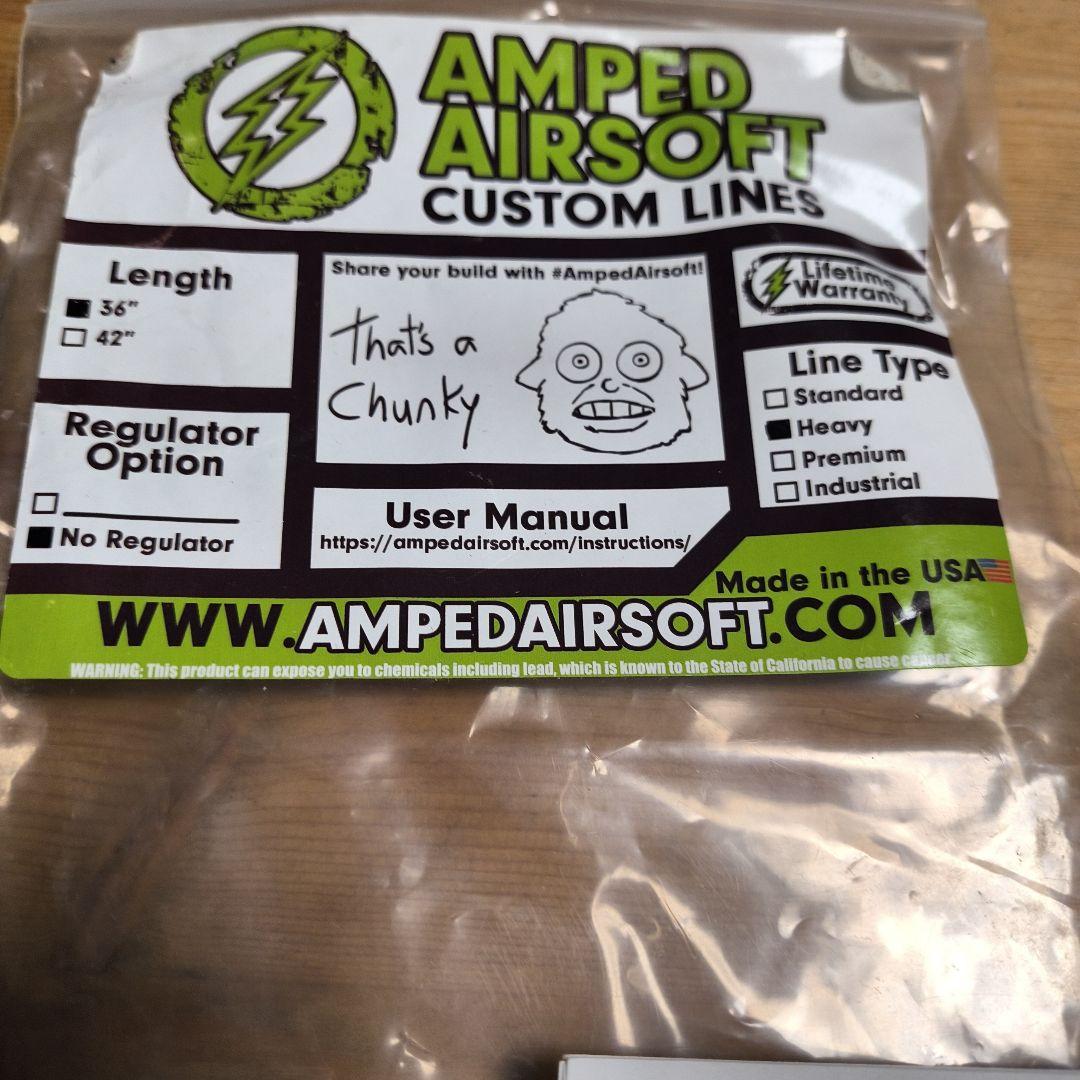 AMPED
AIRSOFT
CUSTOM LINES
Length
36"
42"
Regulator
Option
No Regulator
Share your build with #AmpedAirsoft!
That's a
Chunky
User Manual
https://ampedairsoft.com/instructions/
Lifetime
Warranty
Line Type
Standard
Heavy
Premium
Industrial
Made in the USA
WWW.AMPEDAIRSOFT.COM
WARNING: This product can expose you to chemicals including lead, which is known to the State of California to cause cancer